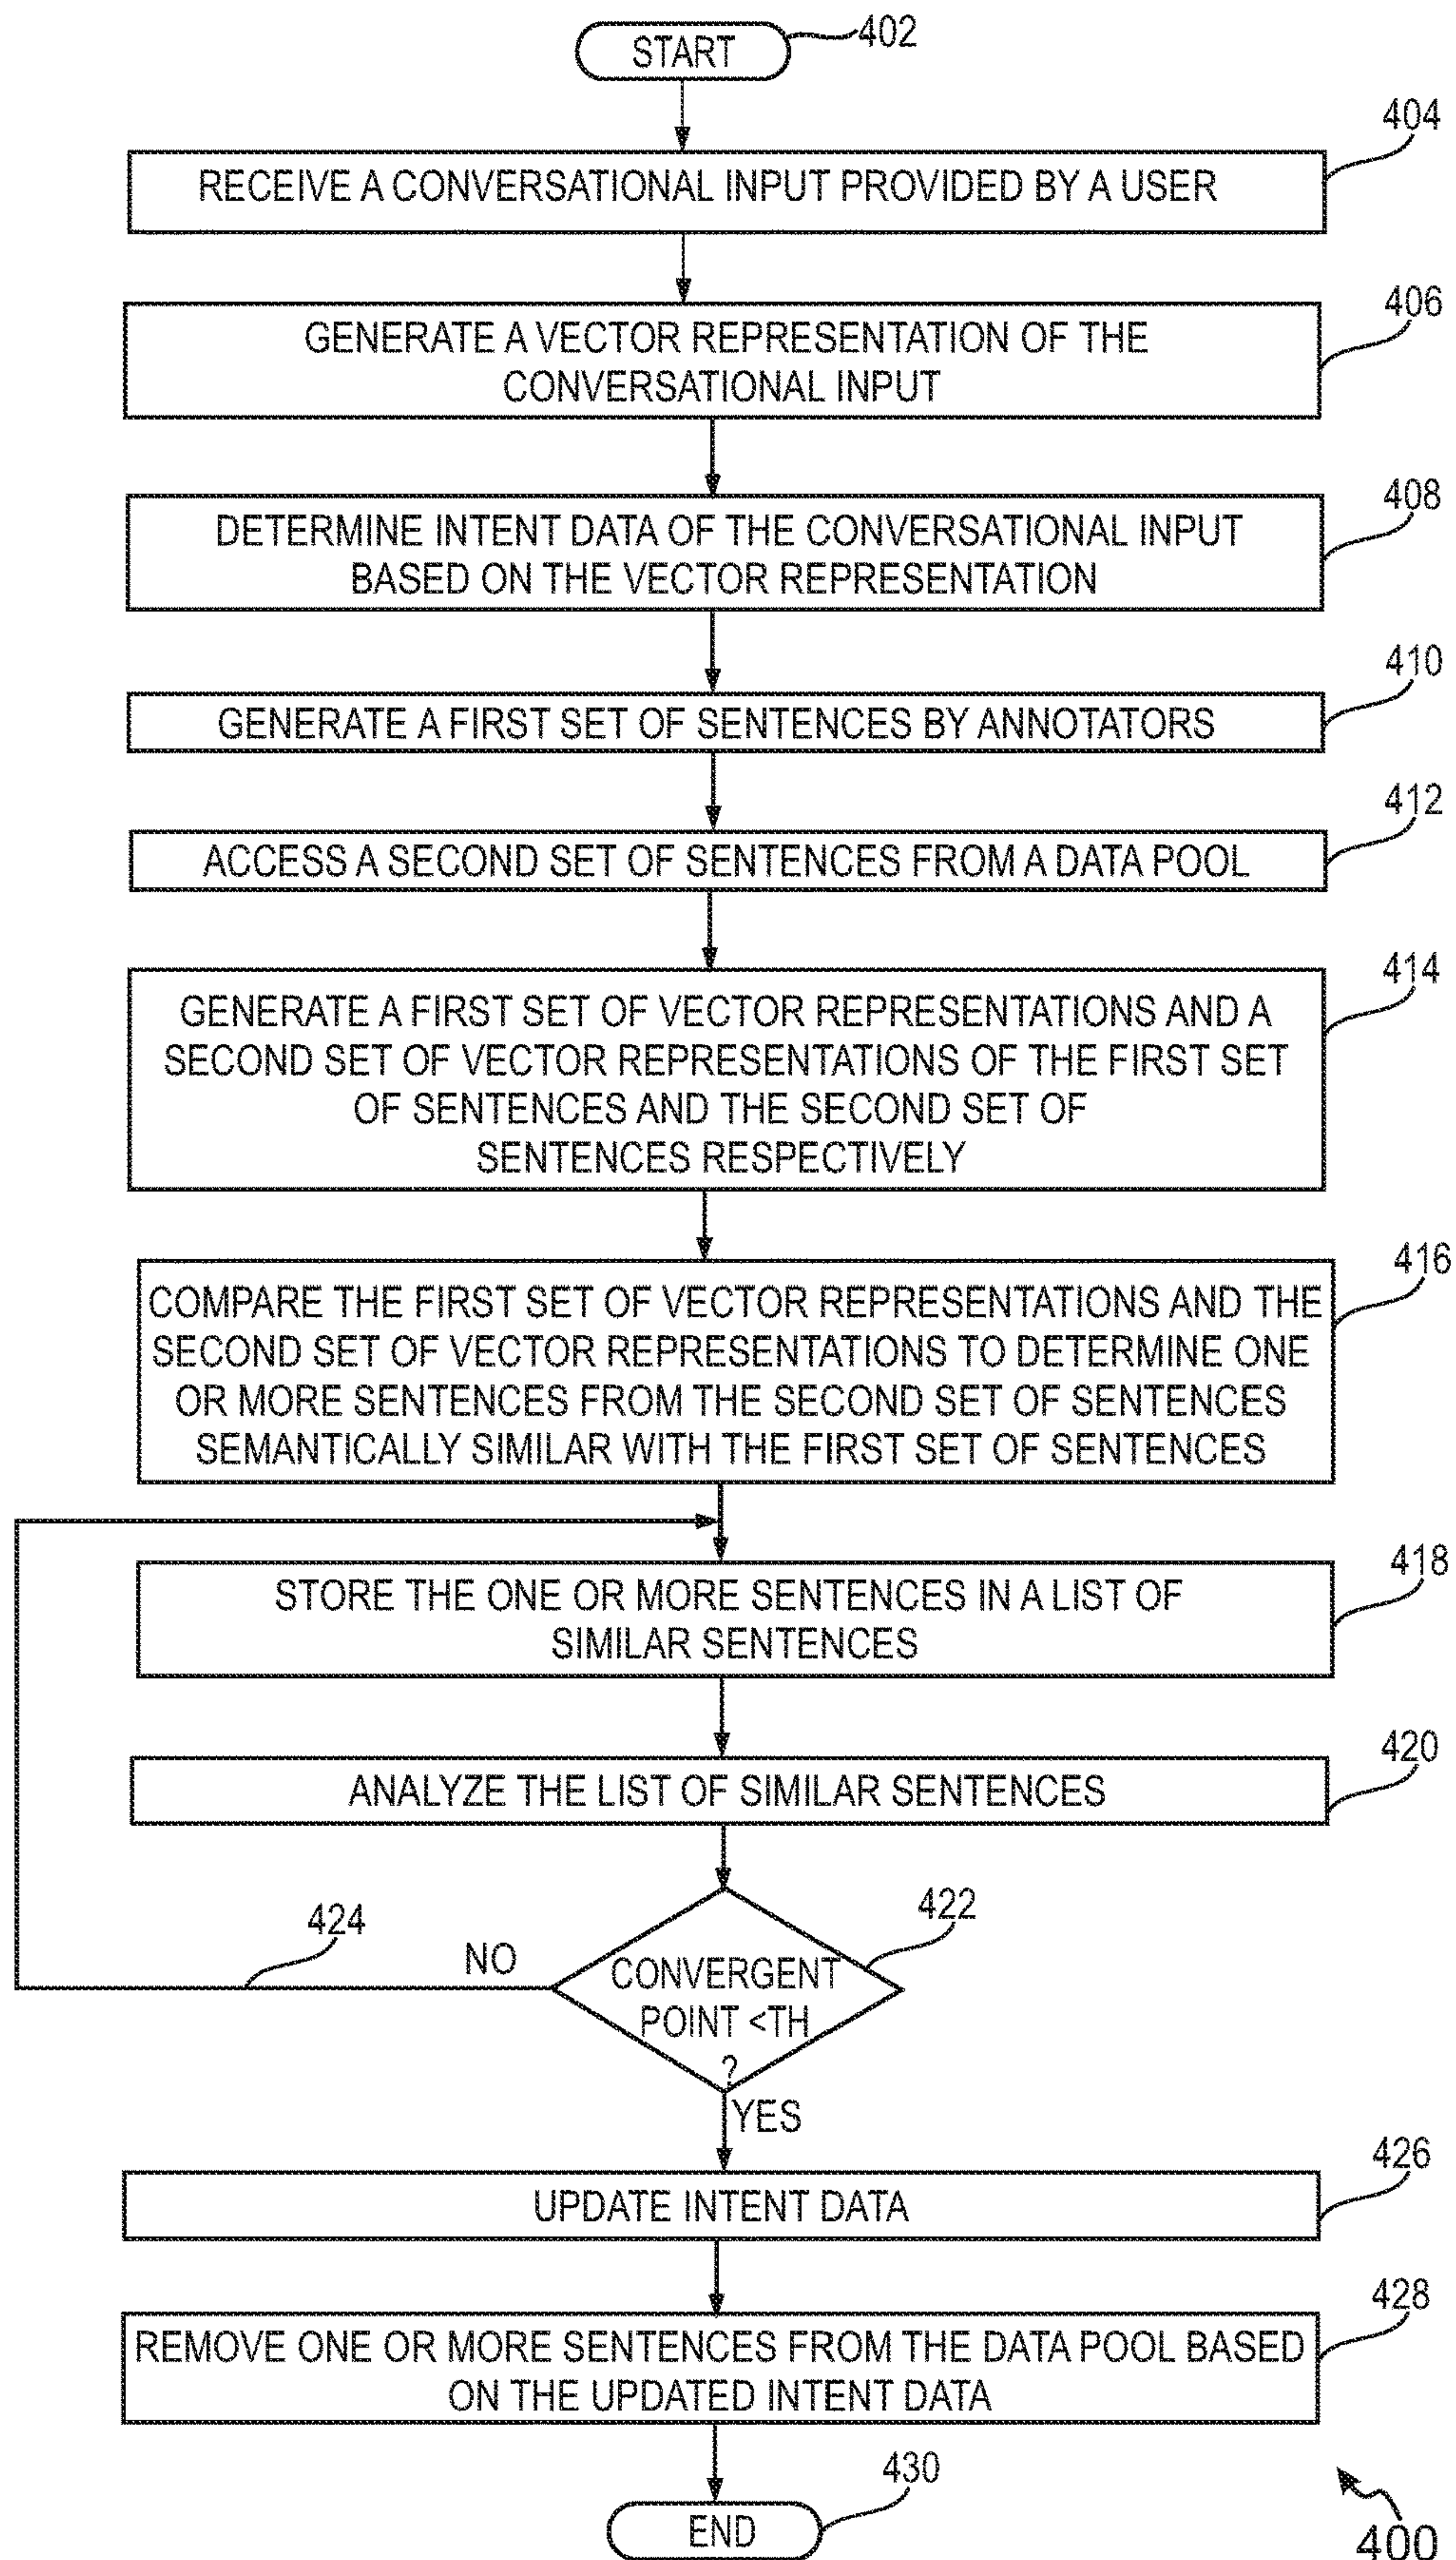 START
402
404
RECEIVE A CONVERSATIONAL INPUT PROVIDED BY A USER
406
GENERATE A VECTOR REPRESENTATION OF THE
CONVERSATIONAL INPUT
408
DETERMINE INTENT DATA OF THE CONVERSATIONAL INPUT
BASED ON THE VECTOR REPRESENTATION
410
GENERATE A FIRST SET OF SENTENCES BY ANNOTATORS
412
ACCESS A SECOND SET OF SENTENCES FROM A DATA POOL
414
GENERATE A FIRST SET OF VECTOR REPRESENTATIONS AND A
SECOND SET OF VECTOR REPRESENTATIONS OF THE FIRST SET
OF SENTENCES AND THE SECOND SET OF
SENTENCES RESPECTIVELY
416
COMPARE THE FIRST SET OF VECTOR REPRESENTATIONS AND THE
SECOND SET OF VECTOR REPRESENTATIONS TO DETERMINE ONE
OR MORE SENTENCES FROM THE SECOND SET OF SENTENCES
SEMANTICALLY SIMILAR WITH THE FIRST SET OF SENTENCES
418
STORE THE ONE OR MORE SENTENCES IN A LIST OF
SIMILAR SENTENCES
420
ANALYZE THE LIST OF SIMILAR SENTENCES
422
424
NO
CONVERGENT
POINT <TH
?
YES
426
UPDATE INTENT DATA
428
REMOVE ONE OR MORE SENTENCES FROM THE DATA POOL BASED
ON THE UPDATED INTENT DATA
430
END
400